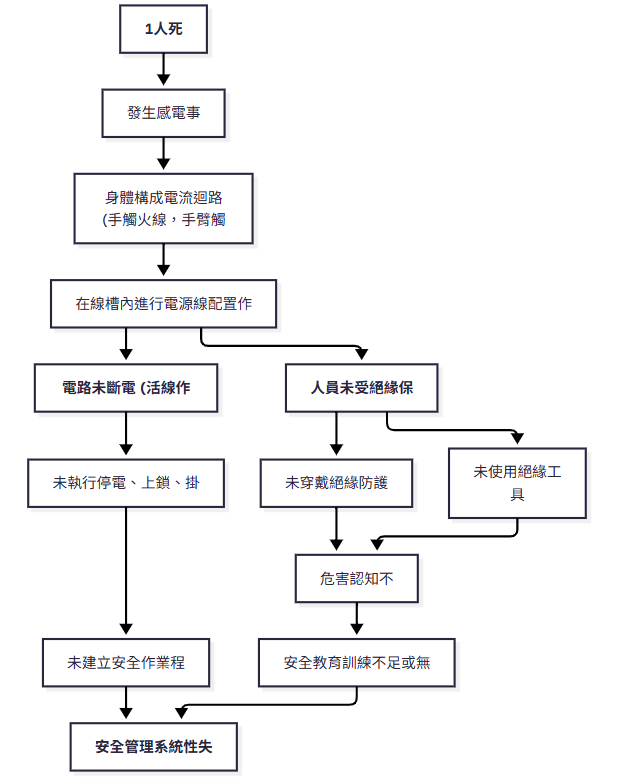 1人死
發生感電事
身體構成電流迴路
(手觸火線，手臂觸
在線槽內進行電源線配置作
電路未斷電 (活線作
人員未受絕緣保
未執行停電、上鎖、掛
未穿戴絕緣防護
未使用絕緣工
具
危害認知不
未建立安全作業程
安全教育訓練不足或無
安全管理系統性失